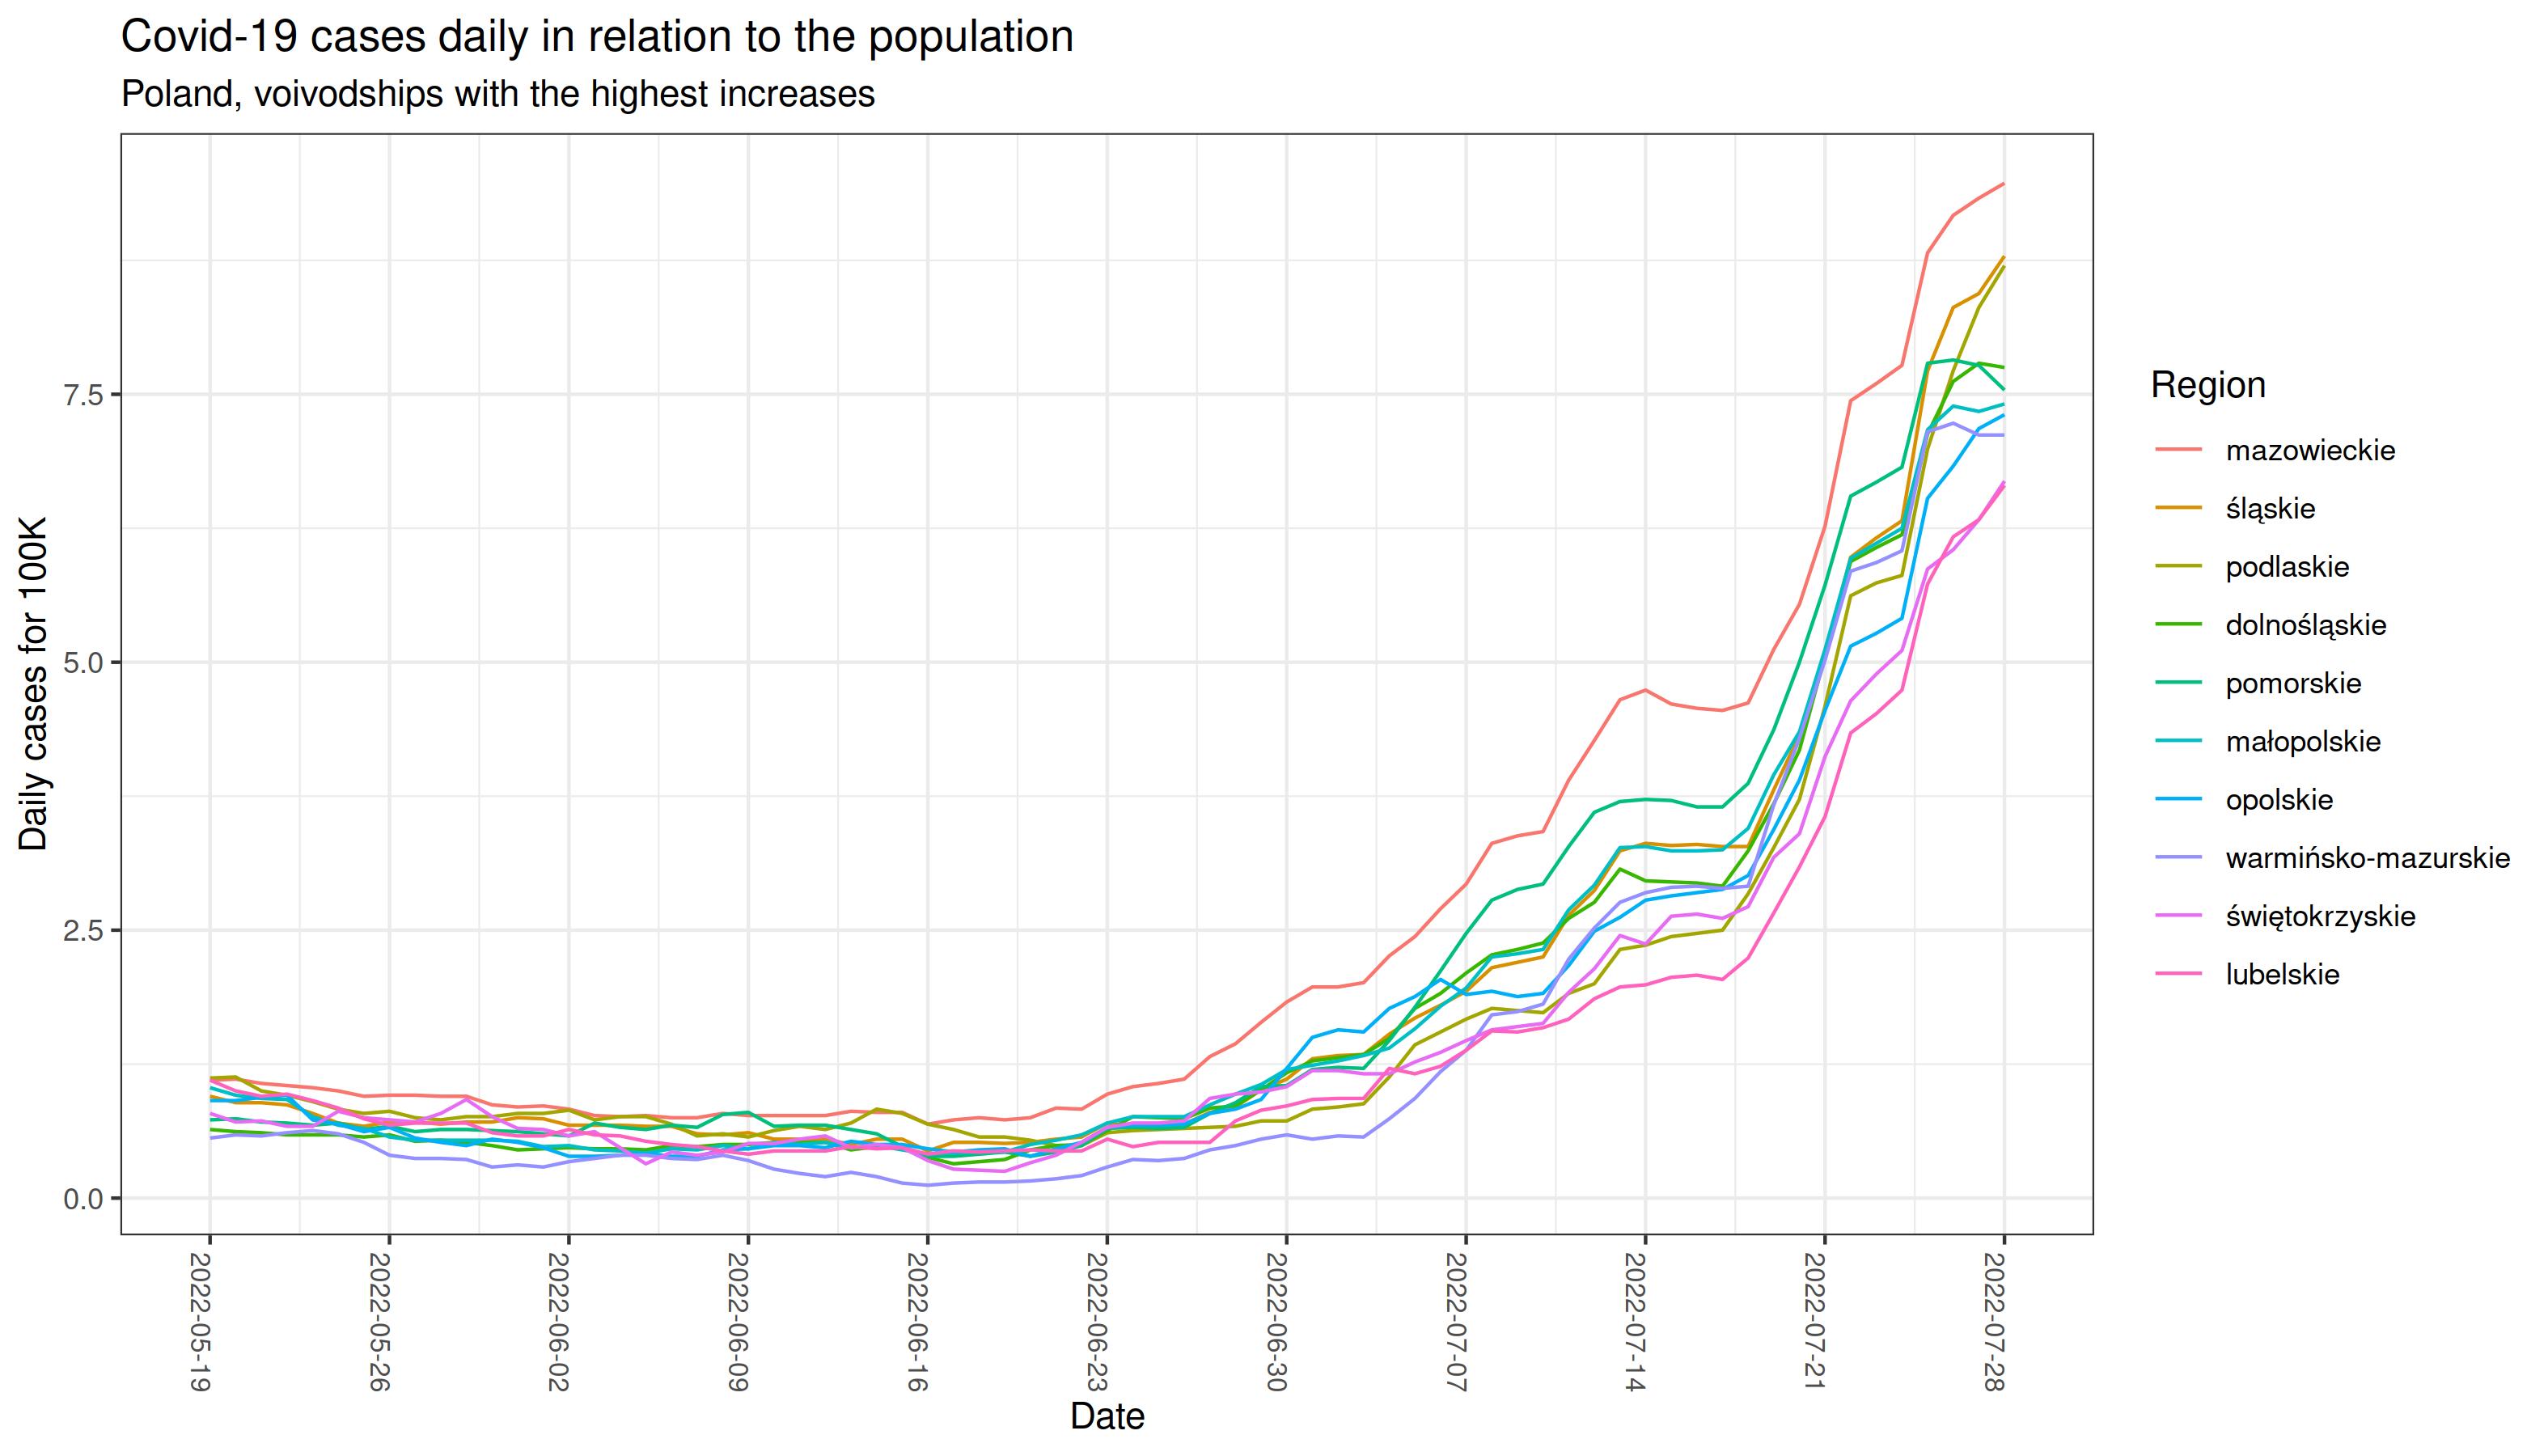 Covid-19 cases daily in relation to the population
Poland, voivodships with the highest increases
Daily cases for 100K
7.5
5.0
2.5
0.0
2022-05-19
2022-05-26
2022-06-02
2022-06-09
2022-06-16
2022-06-23
2022-06-30
2022-07-07
2022-07-14
2022-07-21
2022-07-28
Date
Region
mazowieckie
śląskie
podlaskie
dolnośląskie
pomorskie
małopolskie
opolskie
warmińsko-mazurskie
świętokrzyskie
lubelskie